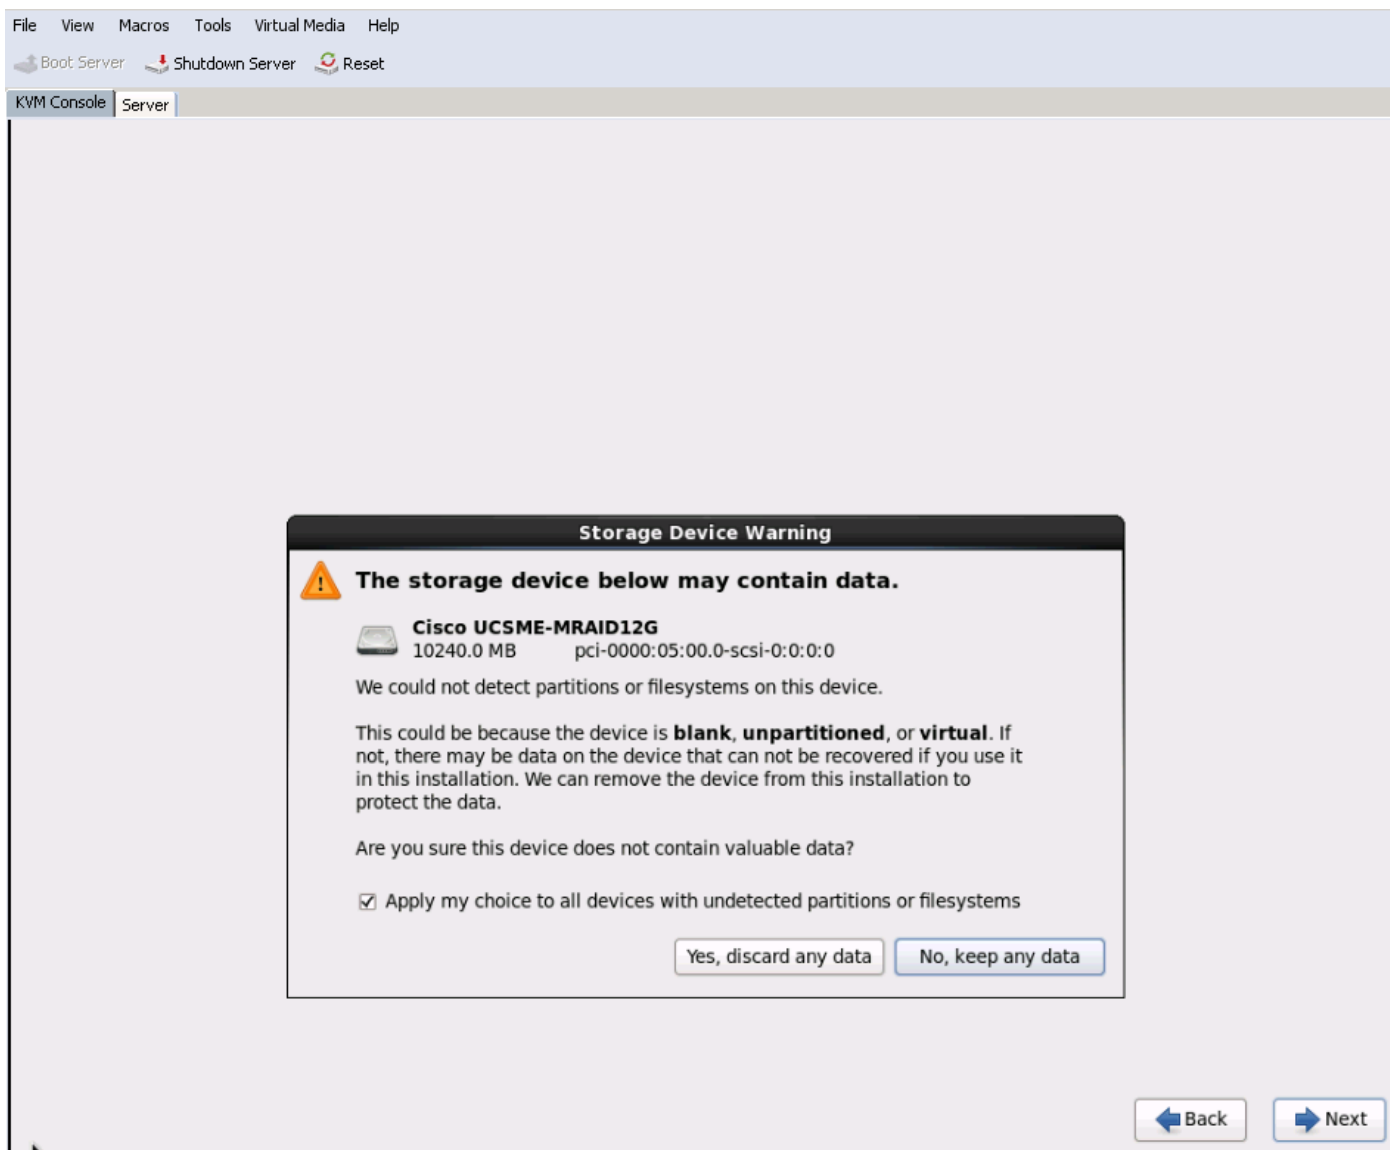 File View Macros Tools Virtual Media Help
Boot Server Shutdown Server Reset
KVM Console Server
Storage Device Warning
The storage device below may contain data.
Cisco UCSME-MRAID12G
10240.0 MB pci-0000:05:00.0-scsi-0:0:0:0
We could not detect partitions or filesystems on this device.
This could be because the device is blank, unpartitioned, or virtual. If
not, there may be data on the device that can not be recovered if you use it
in this installation. We can remove the device from this installation to
protect the data.
Are you sure this device does not contain valuable data?
Apply my choice to all devices with undetected partitions or filesystems
Yes, discard any data No, keep any data
Back Next